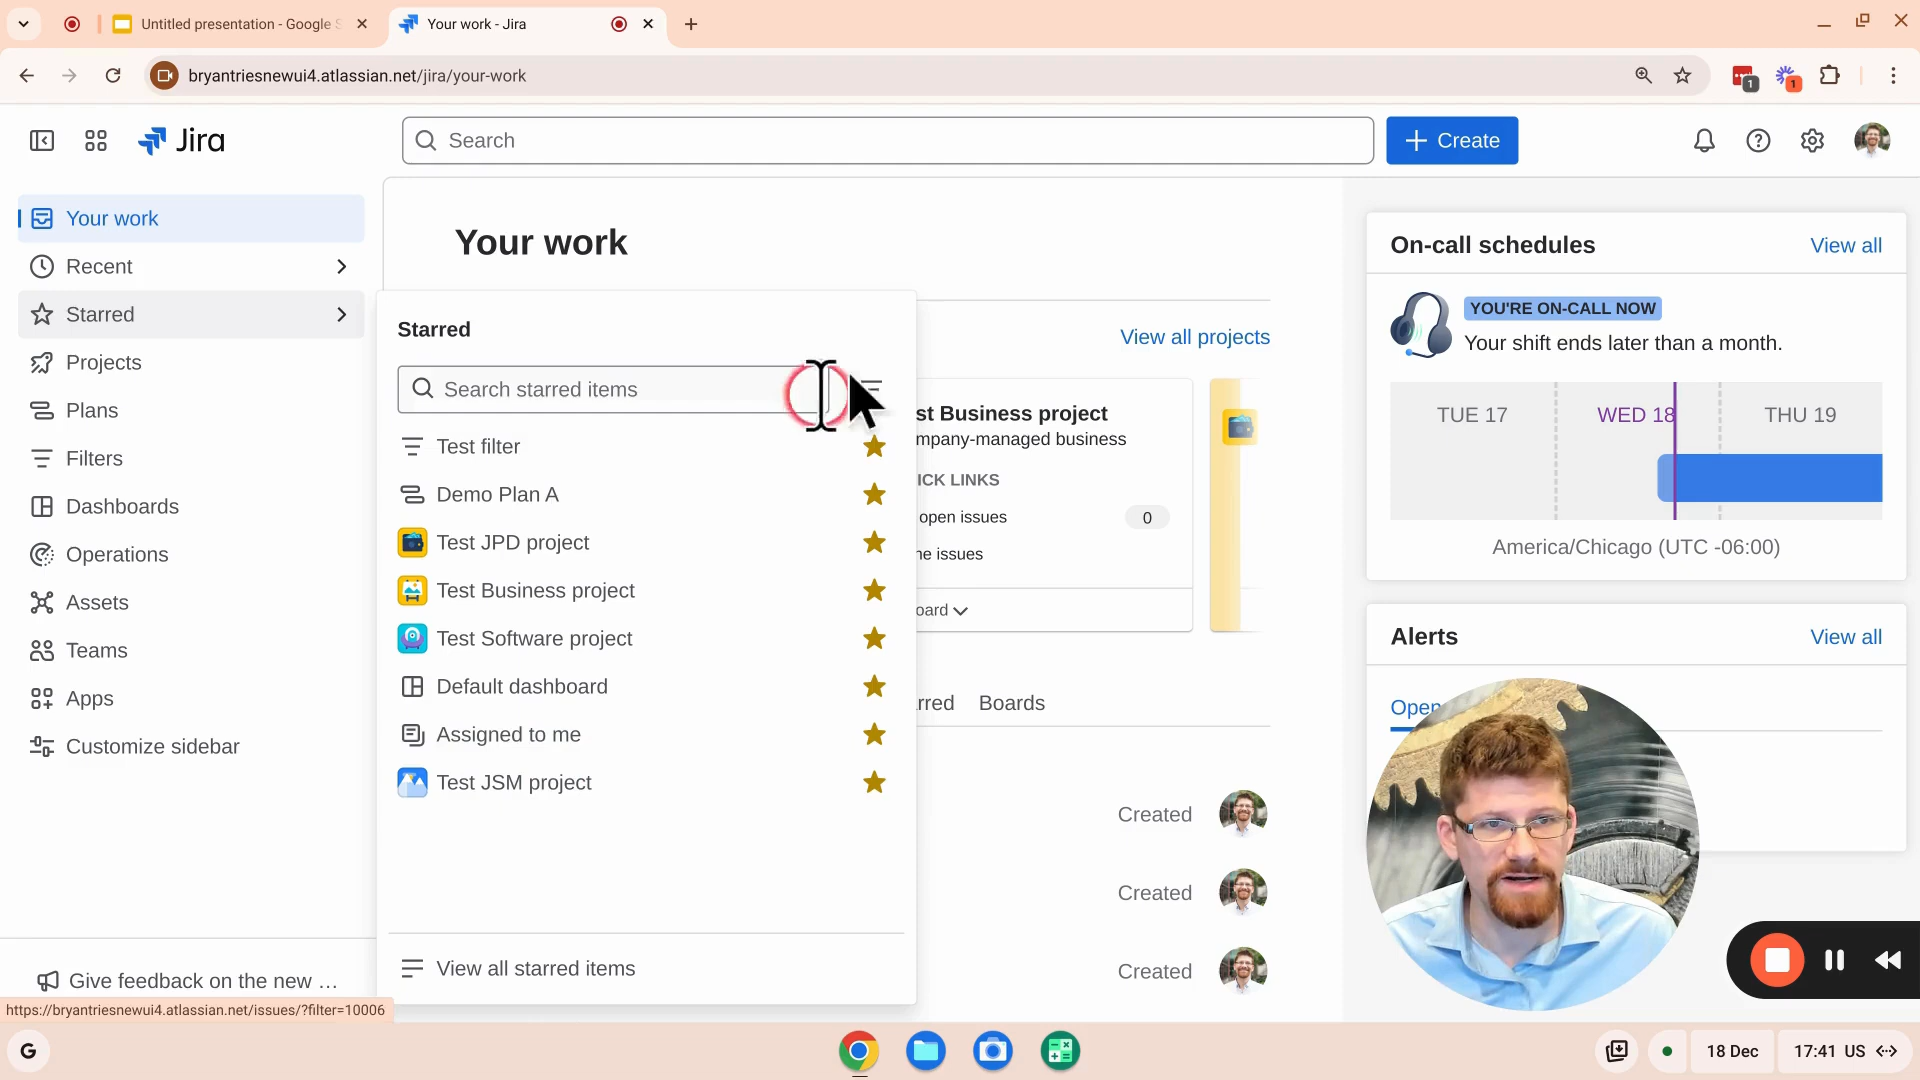 Untitled presentation - Google S
Your work - Jira
bryantriesnewui4.atlassian.net/jira/your-work
1
1
Jira
Search
Create
Your work
Recent
Starred
Projects
Plans
Filters
Dashboards
Operations
Assets
Teams
Apps
Customize sidebar
Give feedback on the new ...
https://bryantriesnewui4.atlassian.net/issues/?filter=10006
Your work
Starred
Search starred items
Test filter
Demo Plan A
Test JPD project
Test Business project
Test Software project
Default dashboard
Assigned to me
Test JSM project
View all starred items
View all projects
st Business project
mpany-managed business
ICK LINKS
open issues
0
ne issues
oard
rred
Boards
Created
Created
Created
On-call schedules
View all
YOU'RE ON-CALL NOW
Your shift ends later than a month.
TUE 17
WED 18
THU 19
America/Chicago (UTC -06:00)
Alerts
View all
Open
G
18 Dec
17:41
US